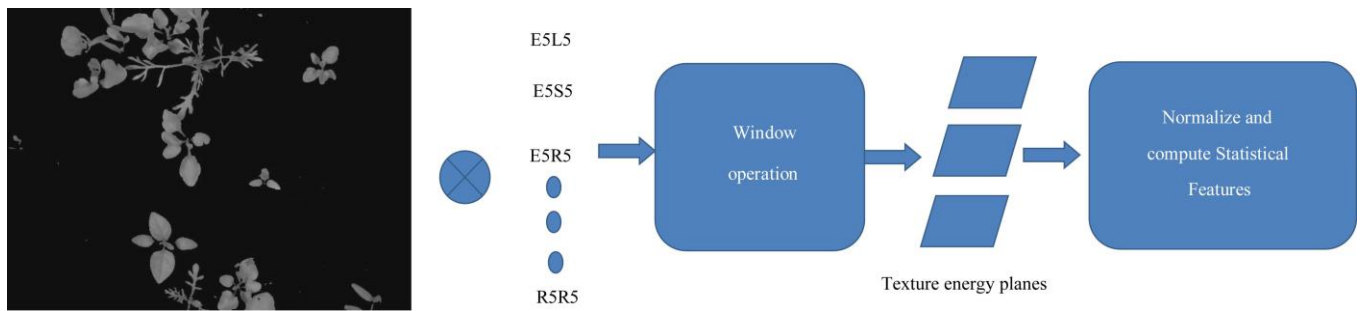 E5L5
E5S5
E5R5
R5R5
Window
operation
Texture energy planes
Normalize and
compute Statistical
Features